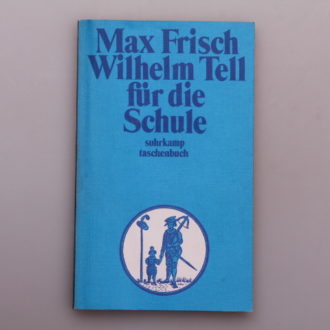 Max Frisch
Wilhelm Tell
für die
Schule
suhrkamp
taschenbuch